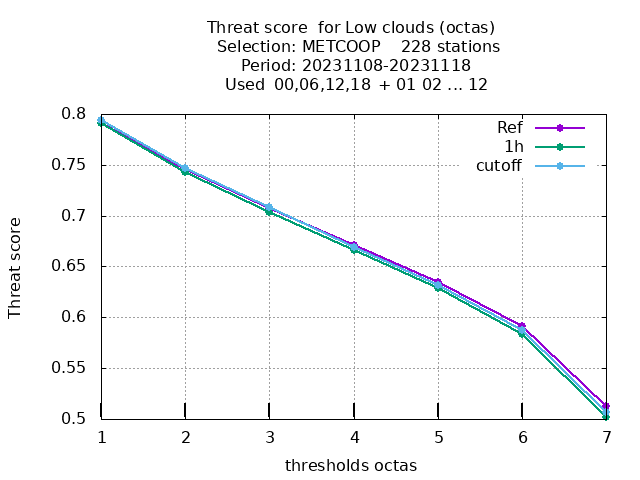 Threat score  for Low clouds (octas)
Selection: METCOOP    228 stations
Period: 20231108-20231118
Used  00,06,12,18  + 01 02 ... 12
Ref
1h
cutoff
0.8
0.75
0.7
0.65
0.6
0.55
0.5
Threat score
1 2 3 4 5 6 7
thresholds octas